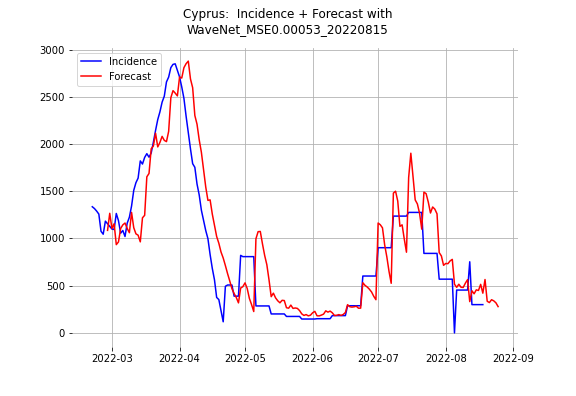 Cyprus:  Incidence + Forecast with
WaveNet_MSE0.00053_20220815
Incidence
Forecast
3000
2500
2000
1500
1000
500
0
2022-03 2022-04 2022-05 2022-06 2022-07 2022-08 2022-09